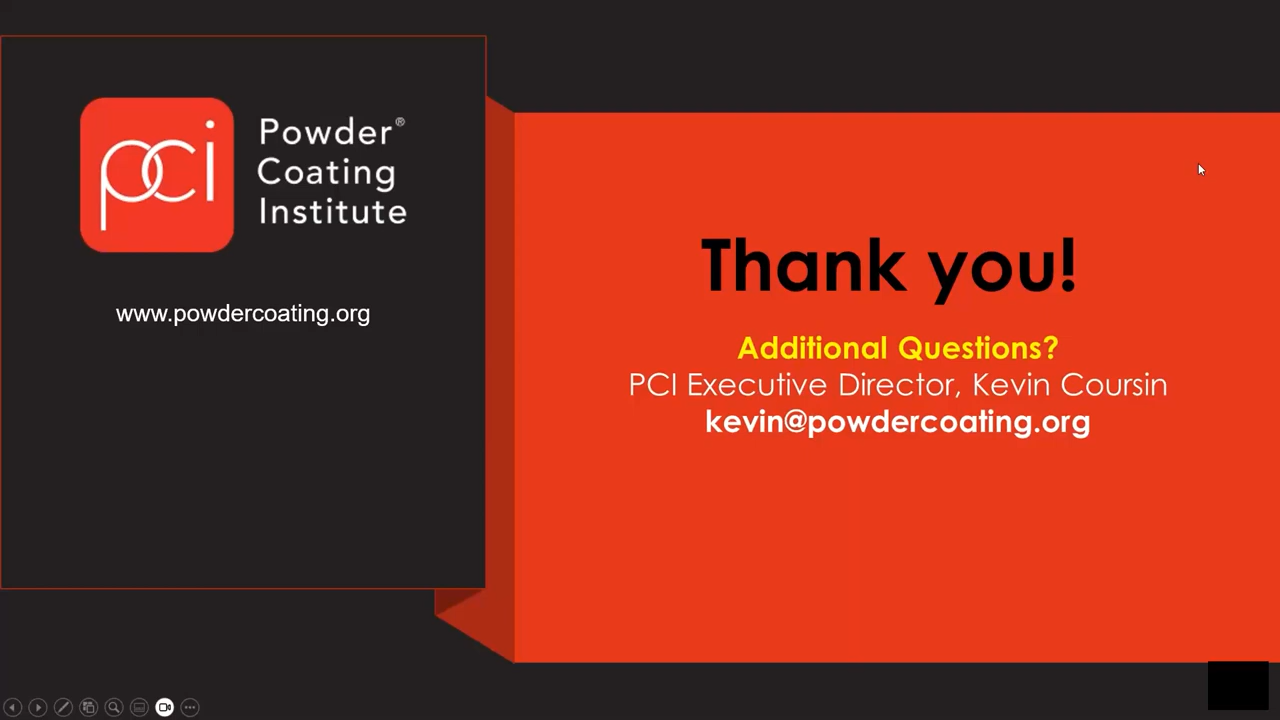 pci
Powder®
Coating
Institute
www.powdercoating.org
Thank you!
Additional Questions?
PCI Executive Director, Kevin Coursin
kevin@powdercoating.org